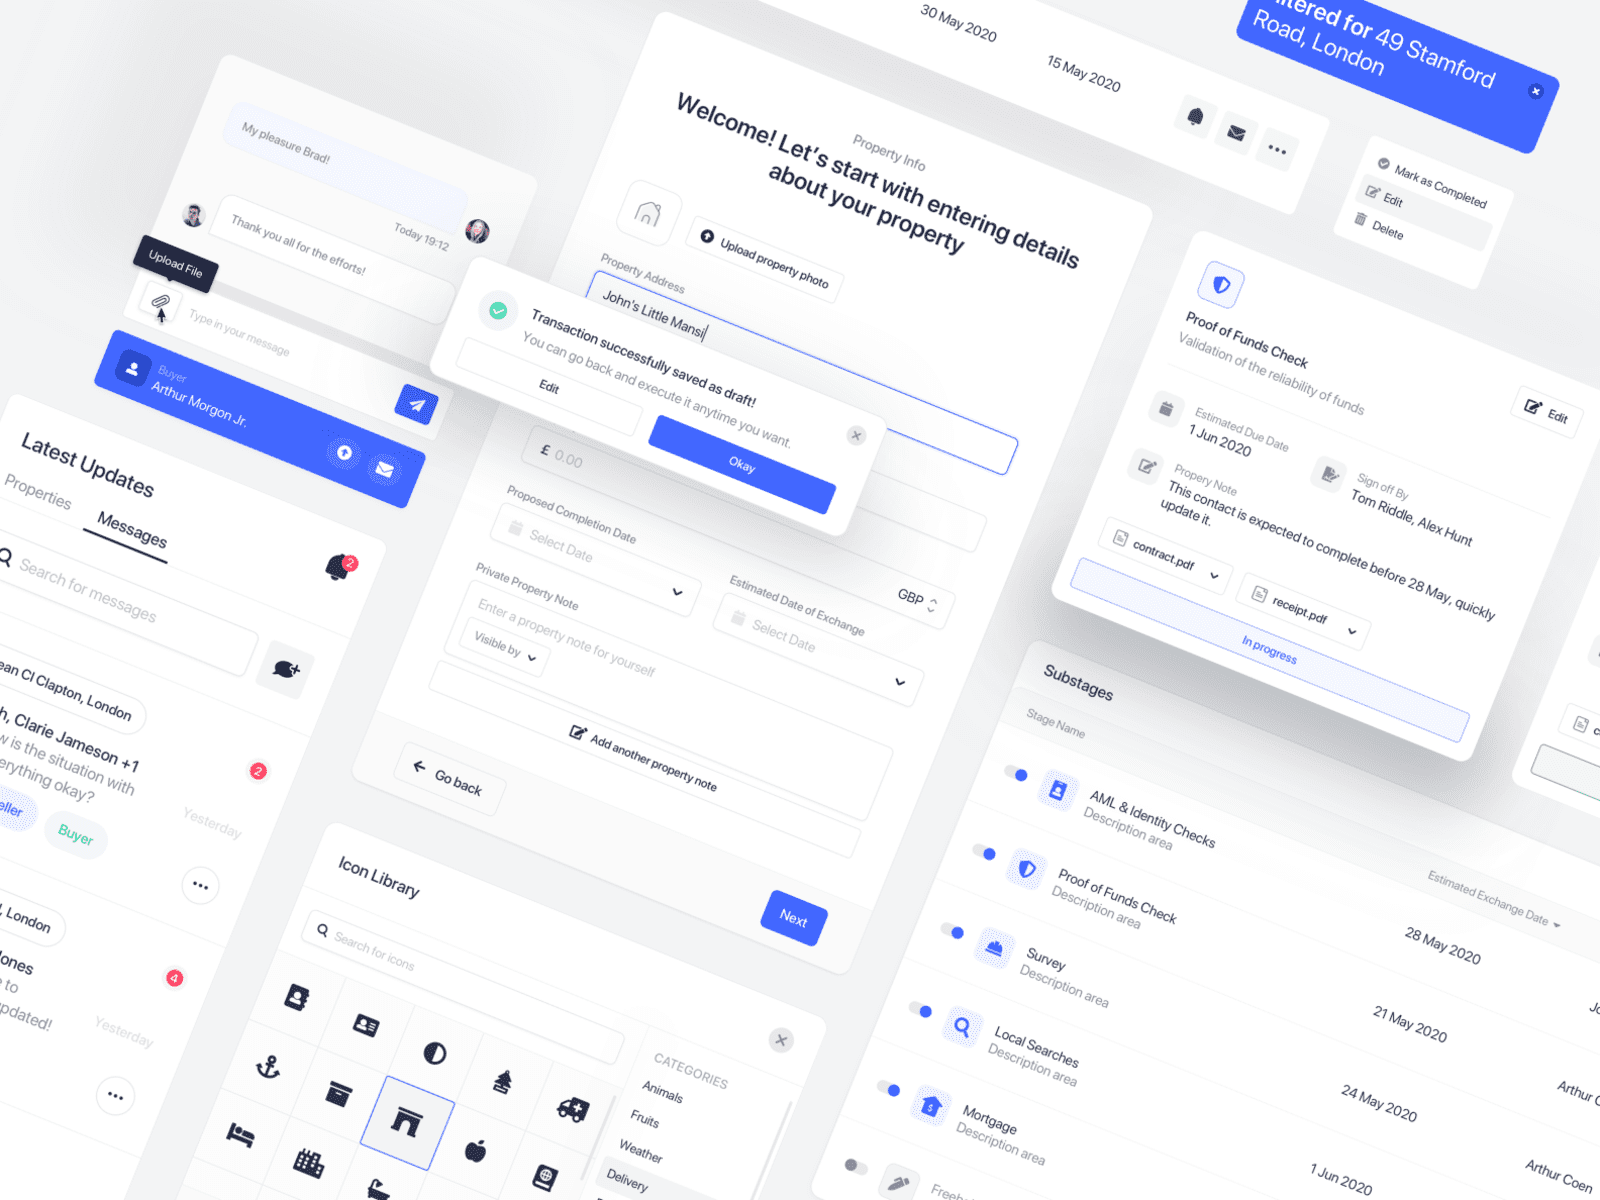 30 May 2020
15 May 2020
ltered for 49 Stamford
Road, London
Mark as Completed
Edit
Delete
My pleasure Brad!
Today 19:12
Thank you all for the efforts!
Upload File
Type in your message
Buyer
Arthur Morgon Jr.
Property Info
Welcome! Let's start with entering details
about your property
Upload property photo
Property Address
John's Little Mansi
Transaction successfully saved as draft!
You can go back and execute it anytime you want.
Edit
Okay
£ 0.00
GBP
Proposed Completion Date
Select Date
Estimated Date of Exchange
Select Date
Private Property Note
Enter a property note for yourself
Visible by
Add another property note
Go back
Next
Proof of Funds Check
Validation of the reliability of funds
Edit
Estimated Due Date
1 Jun 2020
Sign off By
Tom Riddle, Alex Hunt
Propery Note
This contact is expected to complete before 28 May, quickly
update it.
contract.pdf
receipt.pdf
In progress
Latest Updates
Properties
Messages
2
Search for messages
ean Cl Clapton, London
h, Clarie Jameson +1
w is the situation with
erything okay?
2
Yesterday
eller
Buyer
l, London
Jones
e to
updated!
4
Yesterday
Icon Library
Search for icons
CATEGORIES
Animals
Fruits
Weather
Delivery
Substages
Stage Name
Estimated Exchange Date
AML & Identity Checks
Description area
28 May 2020
Proof of Funds Check
Description area
21 May 2020
Jo
Survey
Description area
24 May 2020
Arthur C
Local Searches
Description area
1 Jun 2020
Arthur Coen
Mortgage
Description area
Freeho